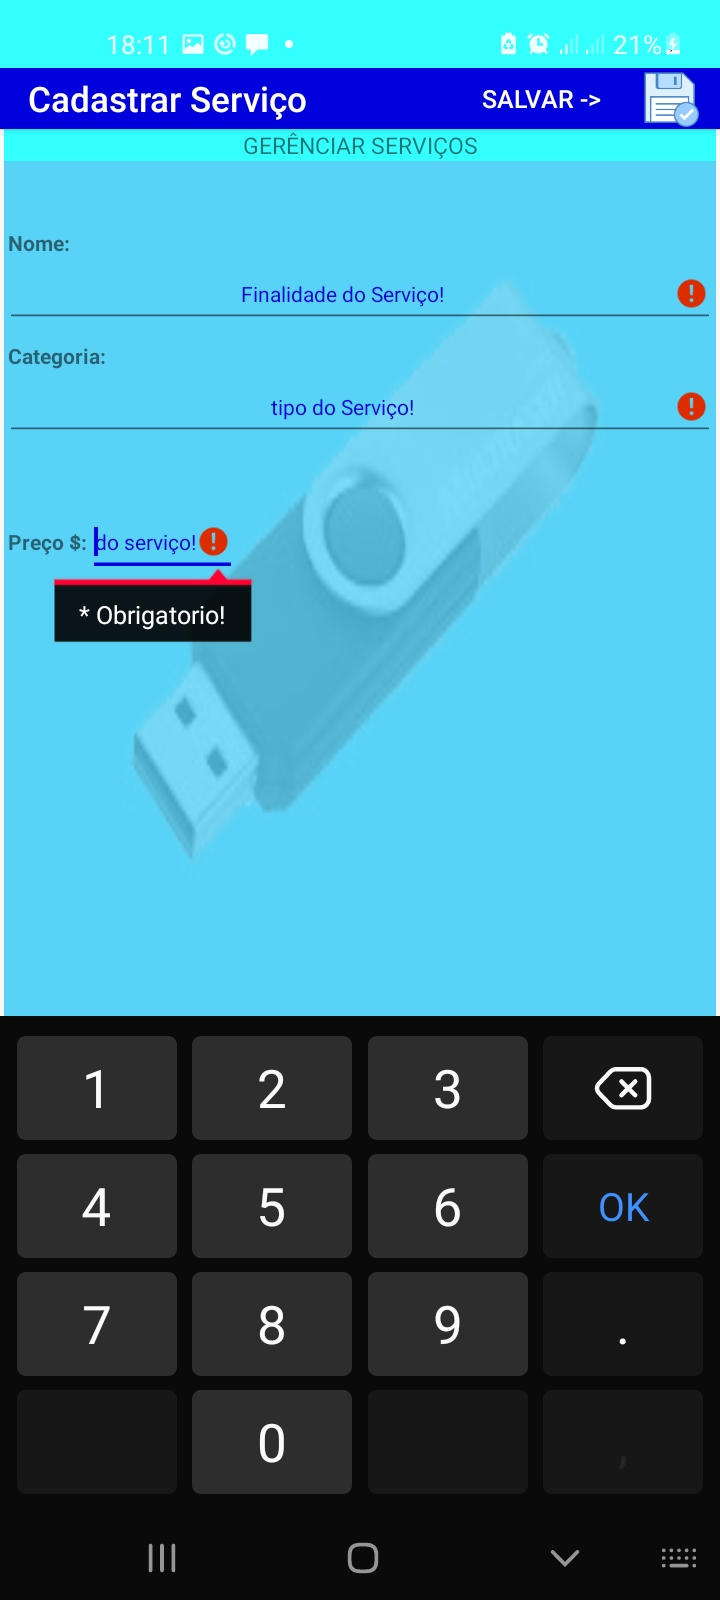 18:11 21%
Cadastrar Serviço SALVAR ->
GERÊNCIAR SERVIÇOS
Nome:
Finalidade do Serviço!
Categoria:
tipo do Serviço!
Preço $: do serviço!
* Obrigatorio!
1 2 3
4 5 6 OK
7 8 9 .
0 ,